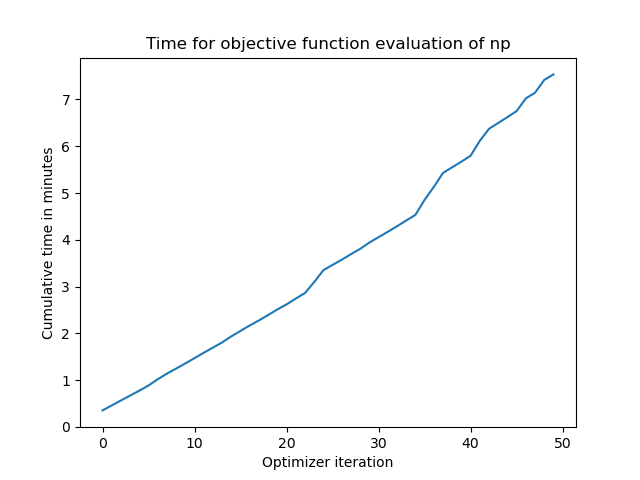 Time for objective function evaluation of np
Cumulative time in minutes
7
6
5
4
3
2
1
0
0 10 20 30 40 50
Optimizer iteration